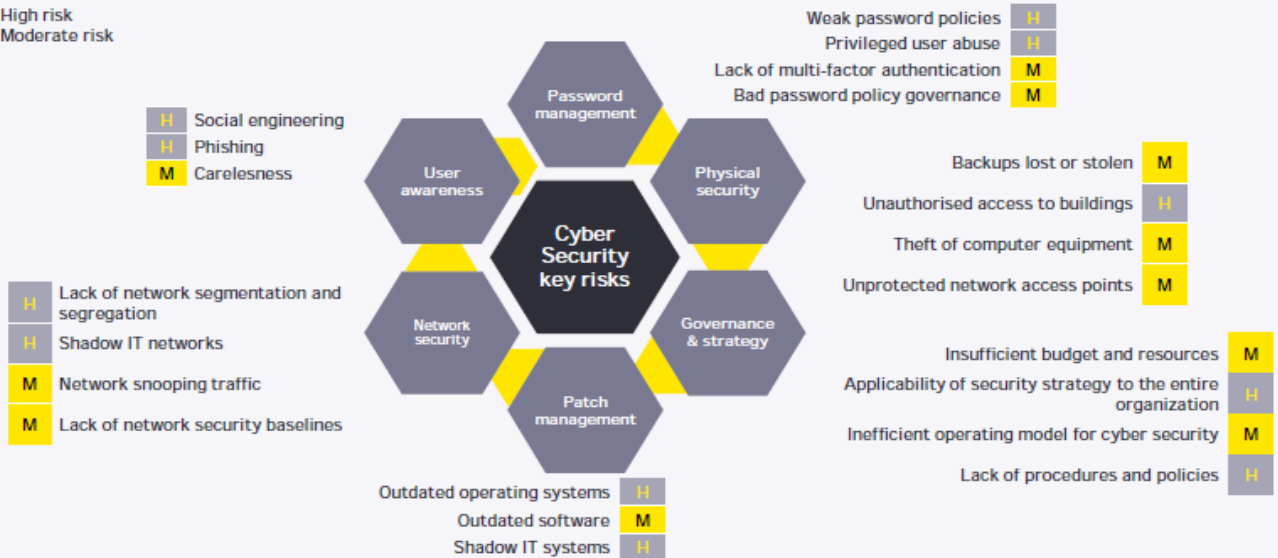 High risk
Moderate risk
Weak password policies H
Privileged user abuse H
Lack of multi-factor authentication M
Bad password policy governance M
Password
management
H Social engineering
H Phishing
M Carelesness
User
awareness
Physical
security
Backups lost or stolen M
Unauthorised access to buildings H
Theft of computer equipment M
Unprotected network access points M
Cyber
Security
key risks
H Lack of network segmentation and
segregation
H Shadow IT networks
M Network snooping traffic
M Lack of network security baselines
Network
security
Governance
& strategy
Insufficient budget and resources M
Applicability of security strategy to the entire
organization H
Inefficient operating model for cyber security M
Lack of procedures and policies H
Patch
management
Outdated operating systems H
Outdated software M
Shadow IT systems H